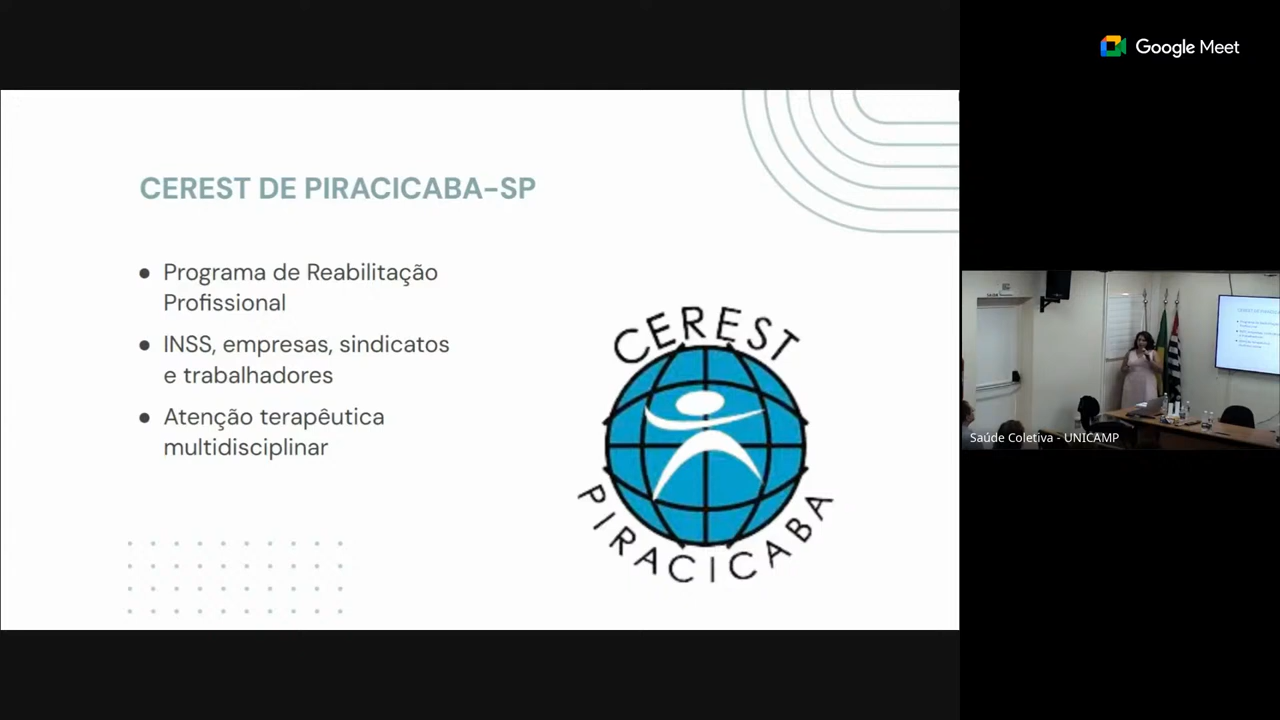 Google Meet
CEREST DE PIRACICABA-SP
● Programa de Reabilitação
Profissional
● INSS, empresas, sindicatos
e trabalhadores
● Atenção terapêutica
multidisciplinar
CEREST
PIRACICABA
Saúde Coletiva - UNICAMP